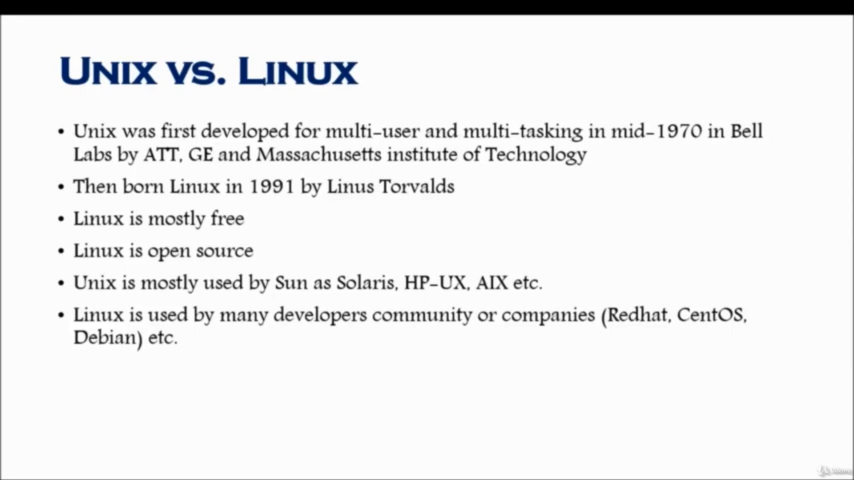 Unix vs. Linux
• Unix was first developed for multi-user and multi-tasking in mid-1970 in Bell
Labs by ATT, GE and Massachusetts institute of Technology
• Then born Linux in 1991 by Linus Torvalds
• Linux is mostly free
• Linux is open source
• Unix is mostly used by Sun as Solaris, HP-UX, AIX etc.
• Linux is used by many developers community or companies (Redhat, CentOS,
Debian) etc.